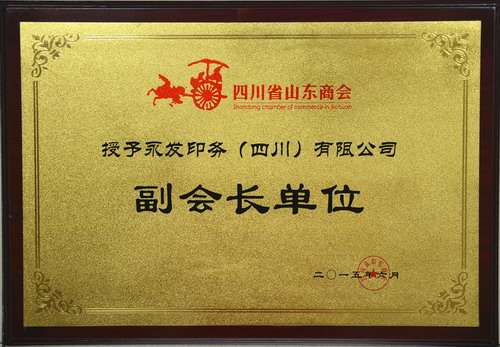 四川省山东商会
Shandong chamber of commerce in Sichuan
授予永发印务（四川）有限公司
副会长单位
二〇一五年六月